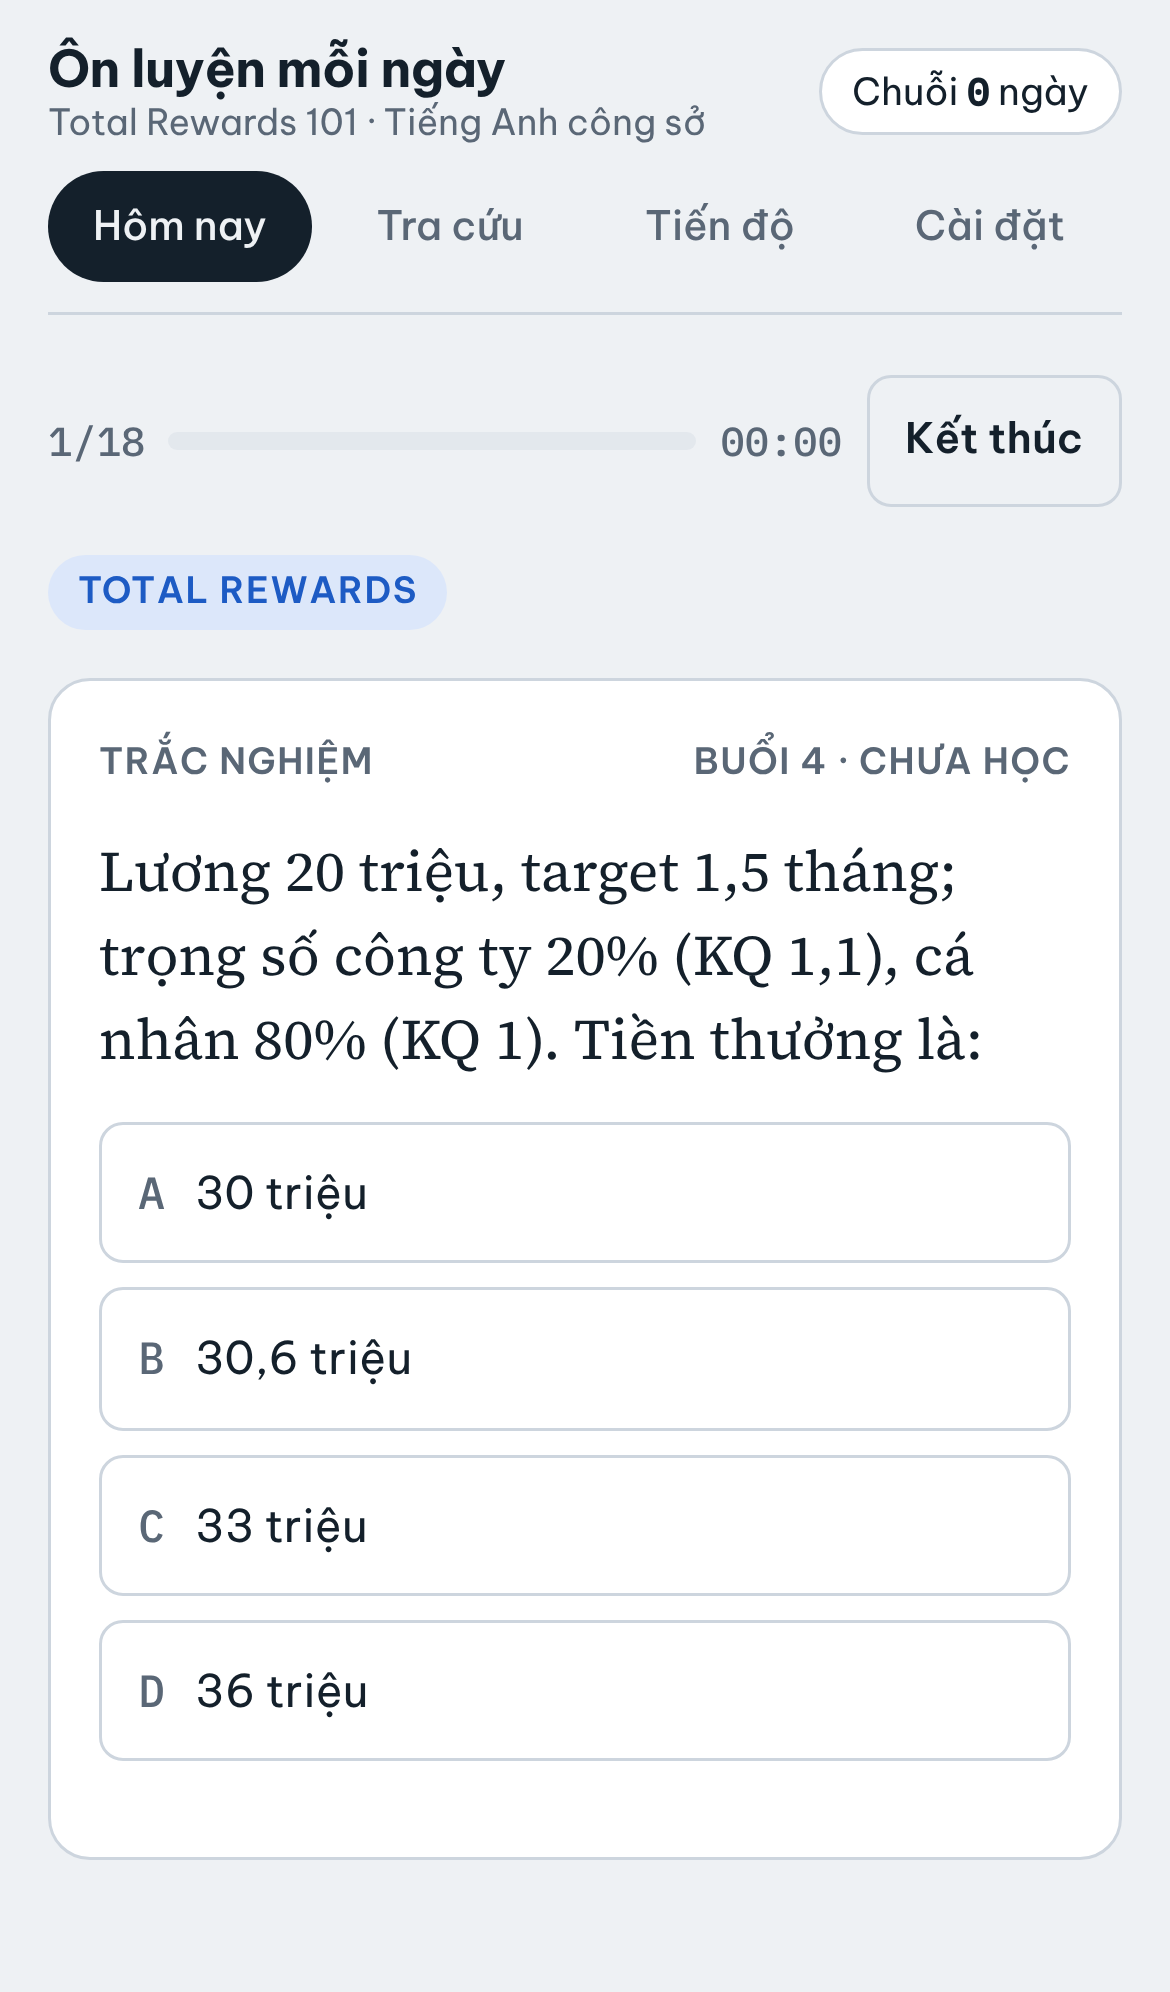 Ôn luyện mỗi ngày
Total Rewards 101 · Tiếng Anh công sở
Chuỗi 0 ngày
Hôm nay
Tra cứu
Tiến độ
Cài đặt
1/18
00:00
Kết thúc
TOTAL REWARDS
TRẮC NGHIỆM
BUỔI 4 · CHƯA HỌC
Lương 20 triệu, target 1,5 tháng;
trọng số công ty 20% (KQ 1,1), cá
nhân 80% (KQ 1). Tiền thưởng là:
A 30 triệu
B 30,6 triệu
C 33 triệu
D 36 triệu